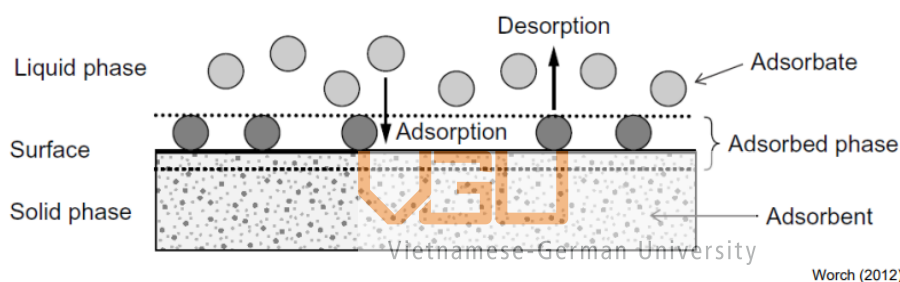 Desorption
Liquid phase
Adsorbate
Adsorption
Adsorbed phase
Surface
Solid phase
VGU
Adsorbent
Vietnamese-German University
Worch (2012)